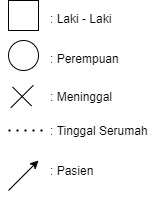 : Laki - Laki
: Perempuan
: Meninggal
: Tinggal Serumah
: Pasien